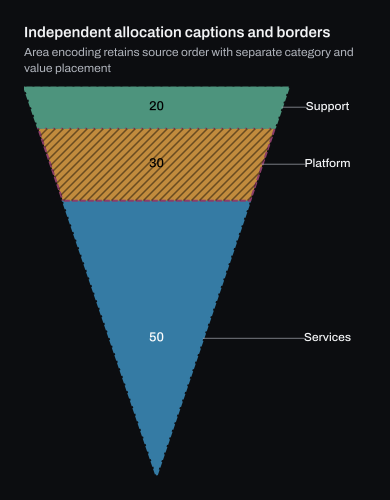 Independent allocation captions and borders
Area encoding retains source order with separate category and
value placement
20
Support
30
Platform
50
Services